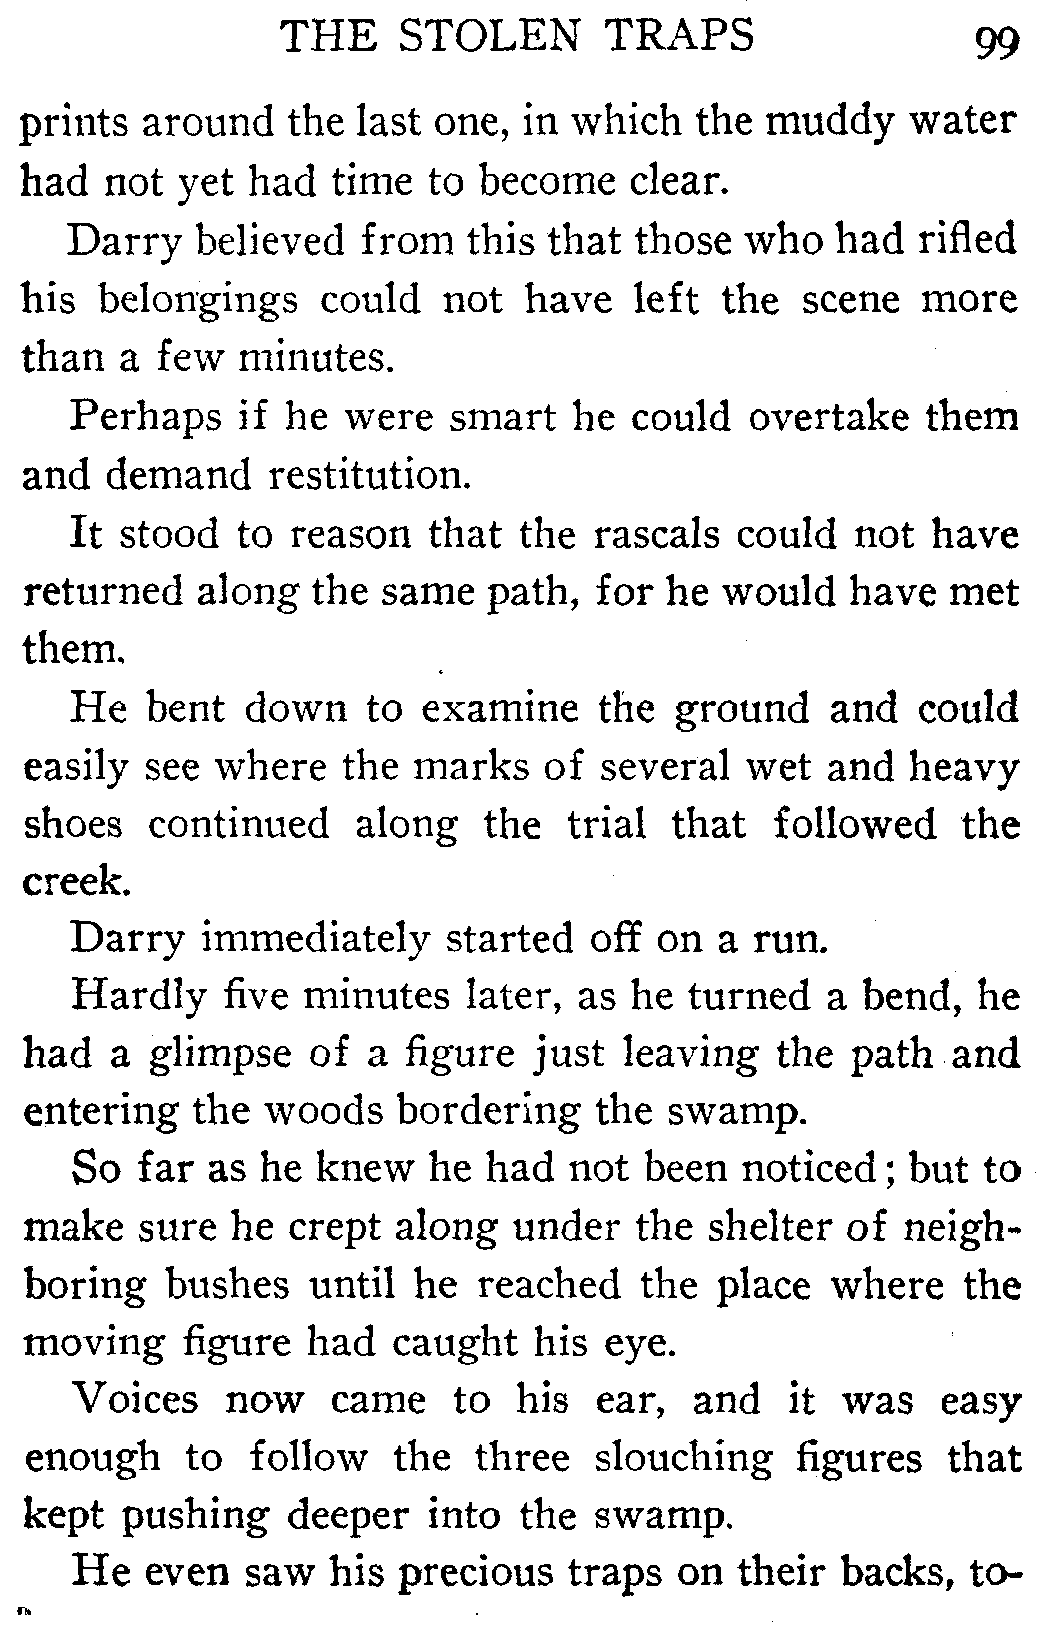 THE STOLEN TRAPS 99
prints around the last one, in which the muddy water
had not yet had time to become clear.
Darry believed from this that those who had rifled
his belongings could not have left the scene more
than a few minutes.
Perhaps if he were smart he could overtake them
and demand restitution.
It stood to reason that the rascals could not have
returned along the same path, for he would have met
them.
He bent down to examine the ground and could
easily see where the marks of several wet and heavy
shoes continued along the trial that followed the
creek.
Darry immediately started off on a run.
Hardly five minutes later, as he turned a bend, he
had a glimpse of a figure just leaving the path and
entering the woods bordering the swamp.
So far as he knew he had not been noticed; but to
make sure he crept along under the shelter of neigh-
boring bushes until he reached the place where the
moving figure had caught his eye.
Voices now came to his ear, and it was easy
enough to follow the three slouching figures that
kept pushing deeper into the swamp.
He even saw his precious traps on their backs, to-